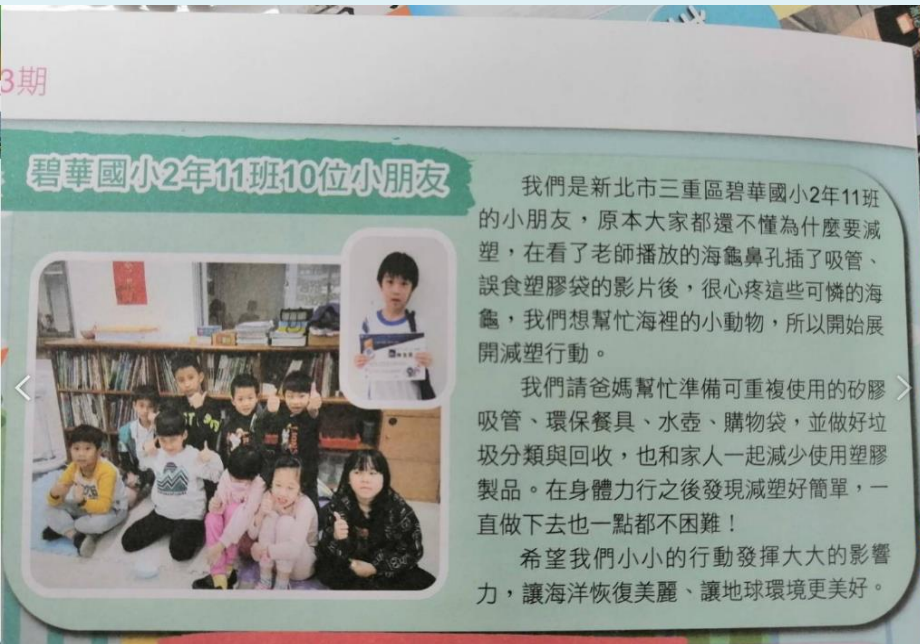 3期
碧華國小2年11班10位小朋友
我們是新北市三重區碧華國小2年11班
的小朋友，原本大家都還不懂為什麼要減
塑，在看了老師播放的海龜鼻孔插了吸管、
誤食塑膠袋的影片後，很心疼這些可憐的海
龜，我們想幫忙海裡的小動物，所以開始展
開減塑行動。
我們請爸媽幫忙準備可重複使用的矽膠
吸管、環保餐具、水壺、購物袋，並做好垃
圾分類與回收，也和家人一起減少使用塑膠
製品。在身體力行之後發現減塑好簡單，一
直做下去也一點都不困難！
希望我們小小的行動發揮大大的影響
力，讓海洋恢復美麗、讓地球環境更美好。